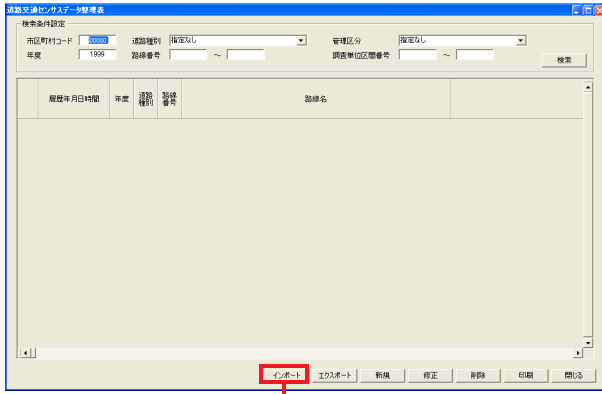 道路交通センサスデータ整理表
検索条件設定
市区町村コード 00000 道路種別 指定なし 管理区分 指定なし
年度 1999 路線番号 ～ 調査単位区間番号 ～
検索
履歴年月日時間 年度 道路種別 路線番号 路線名
インポート エクスポート 新規 修正 削除 印刷 閉じる